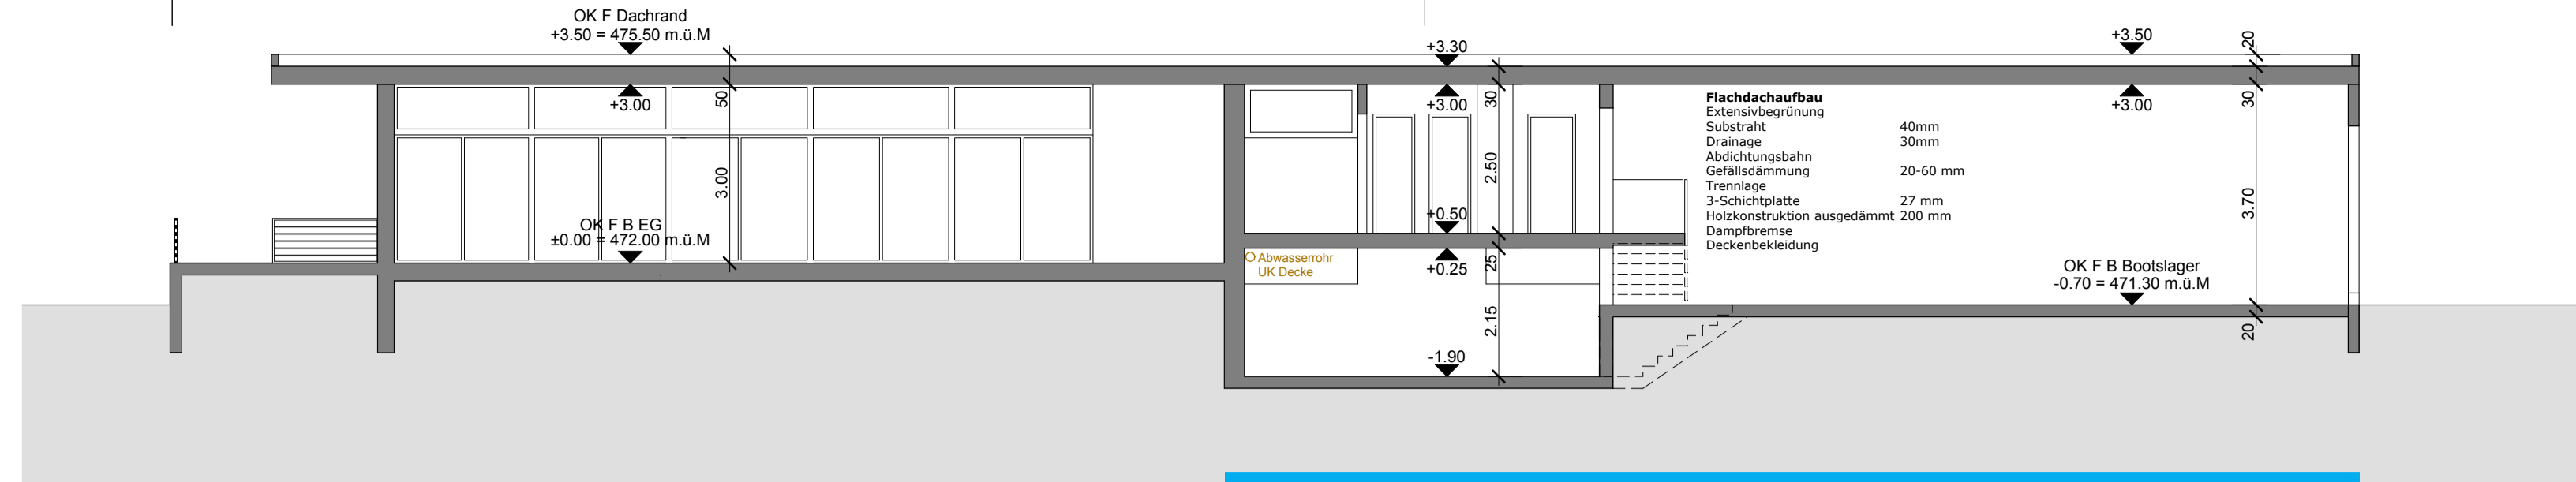 OK F Dachrand
+3.50 = 475.50 m.ü.M
+3.00
50
3.00
OK F B EG
±0.00 = 472.00 m.ü.M
+3.30
+3.00
30
2.50
+0.50
+0.25
25
Abwasserrohr
UK Decke
2.15
-1.90
Flachdachaufbau
Extensivbegrünung
Substraht 40mm
Drainage 30mm
Abdichtungsbahn
Gefällsdämmung 20-60 mm
Trennlage
3-Schichtplatte 27 mm
Holzkonstruktion ausgedämmt 200 mm
Dampfbremse
Deckenbekleidung
+3.50
+3.00
20
30
3.70
OK F B Bootslager
-0.70 = 471.30 m.ü.M
20